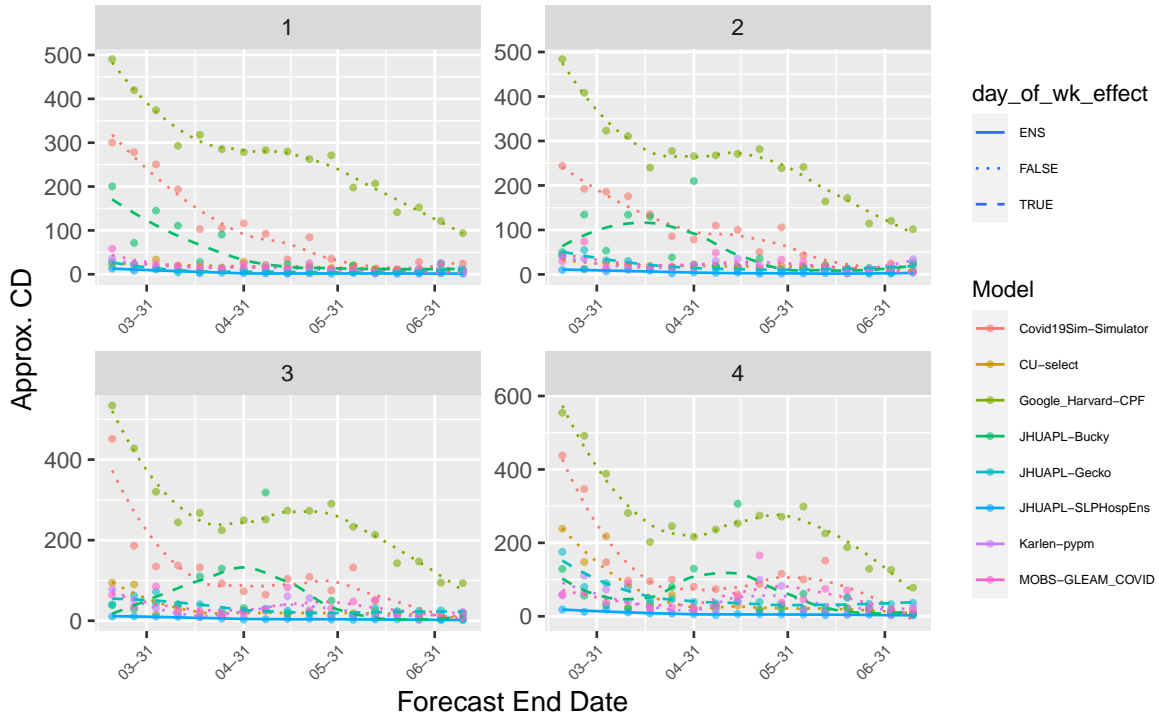 1
2
500
400
300
200
100
0
500
400
300
200
100
0
03−31
04−31
05−31
06−31
03−31
04−31
05−31
06−31
3
4
400
200
0
600
400
200
0
03−31
04−31
05−31
06−31
03−31
04−31
05−31
06−31
Approx. CD
Forecast End Date
day_of_wk_effect
ENS
FALSE
TRUE
Model
Covid19Sim−Simulator
CU−select
Google_Harvard−CPF
JHUAPL−Bucky
JHUAPL−Gecko
JHUAPL−SLPHospEns
Karlen−pypm
MOBS−GLEAM_COVID